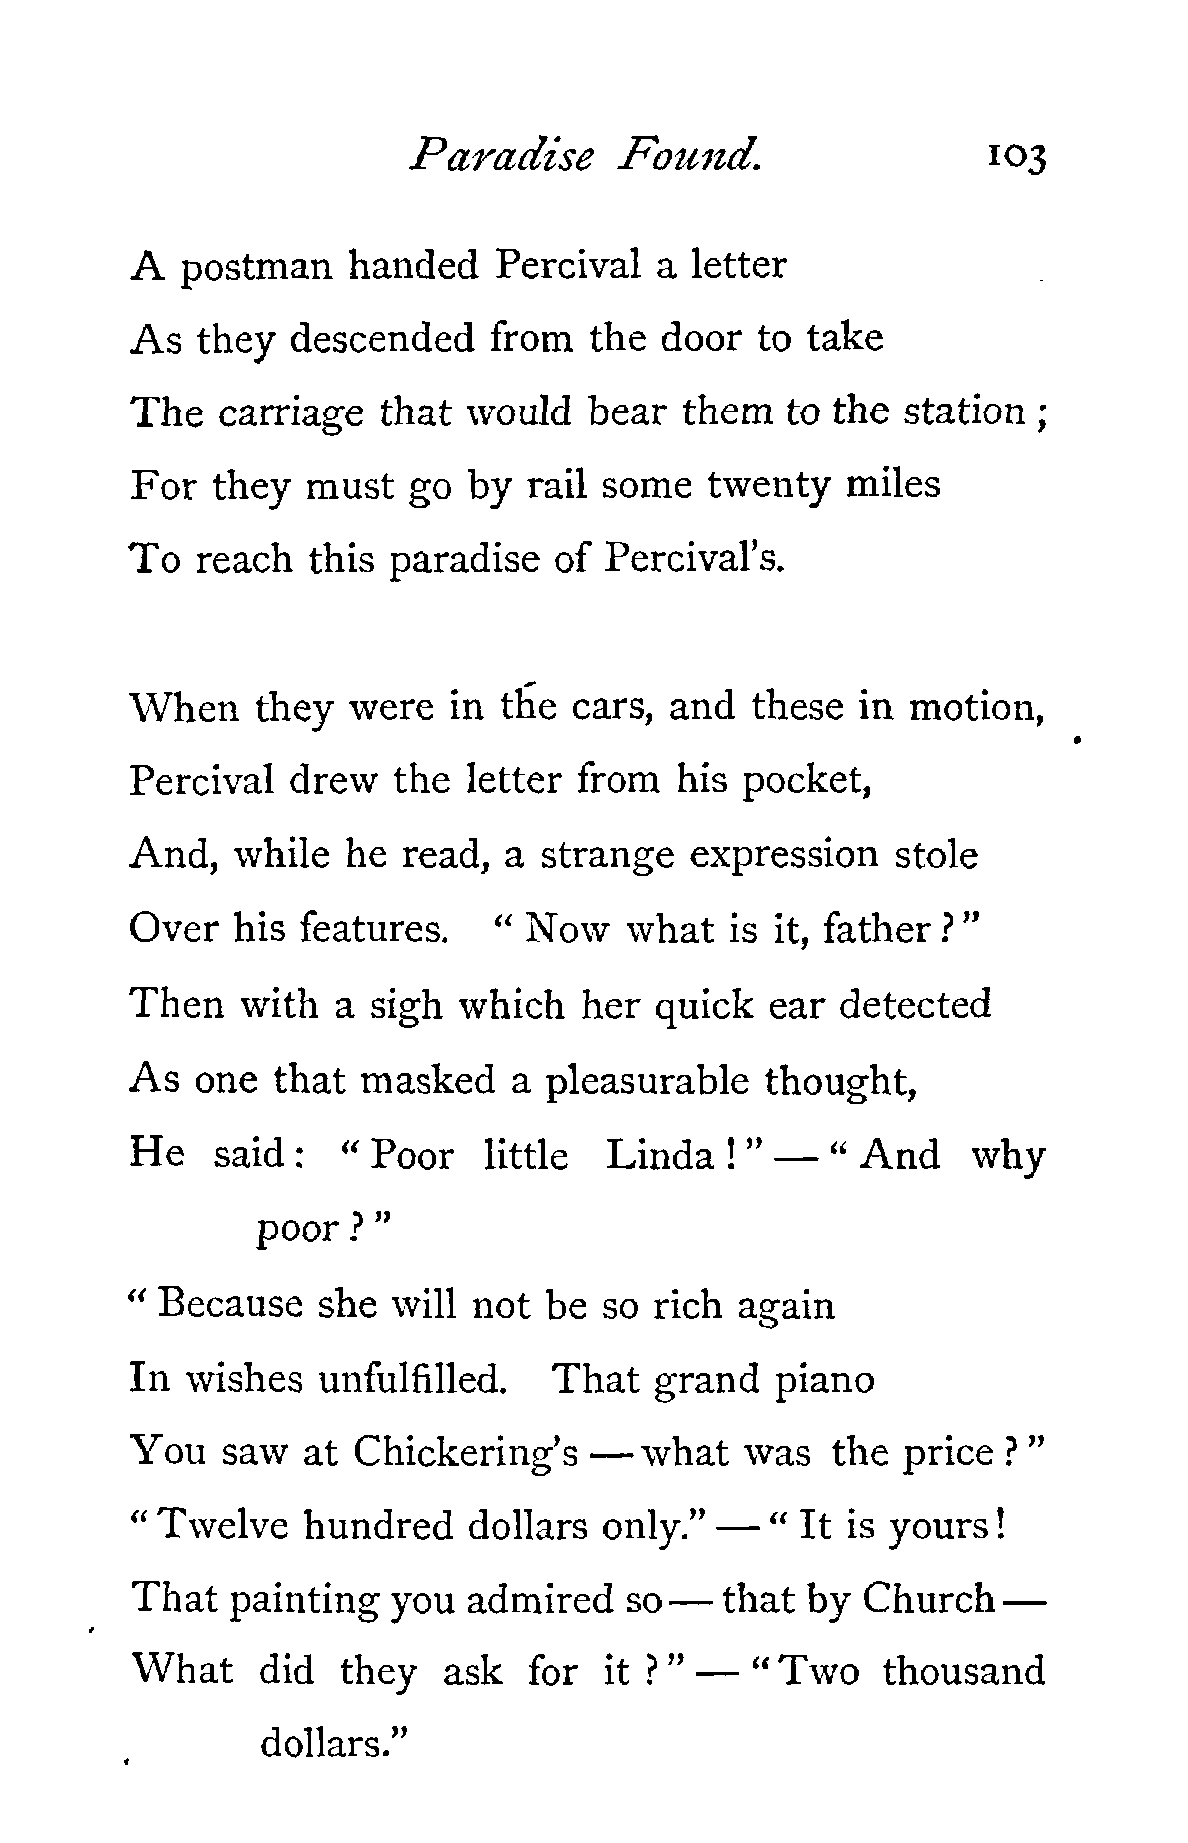 Paradise Found. 103
A postman handed Percival a letter
As they descended from the door to take
The carriage that would bear them to the station ;
For they must go by rail some twenty miles
To reach this paradise of Percival's.
When they were in the cars, and these in motion,
Percival drew the letter from his pocket,
And, while he read, a strange expression stole
Over his features. " Now what is it, father ? "
Then with a sigh which her quick ear detected
As one that masked a pleasurable thought,
He said : " Poor little Linda ! " — " And why
poor ? "
" Because she will not be so rich again
In wishes unfulfilled. That grand piano
You saw at Chickering's — what was the price ? "
" Twelve hundred dollars only." — " It is yours !
That painting you admired so — that by Church —
What did they ask for it ? " — " Two thousand
dollars."